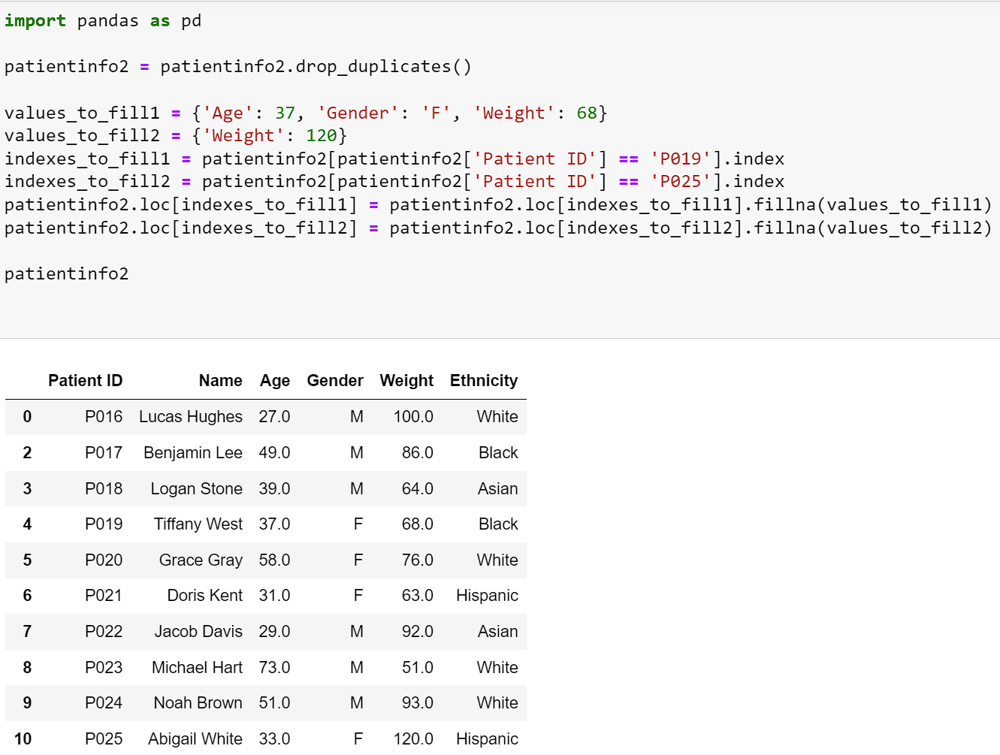 import pandas as pd
patientinfo2 = patientinfo2.drop_duplicates()
values_to_fill1 = {'Age': 37, 'Gender': 'F', 'Weight': 68}
values_to_fill2 = {'Weight': 120}
indexes_to_fill1 = patientinfo2[patientinfo2['Patient ID'] == 'P019'].index
indexes_to_fill2 = patientinfo2[patientinfo2['Patient ID'] == 'P025'].index
patientinfo2.loc[indexes_to_fill1] = patientinfo2.loc[indexes_to_fill1].fillna(values_to_fill1)
patientinfo2.loc[indexes_to_fill2] = patientinfo2.loc[indexes_to_fill2].fillna(values_to_fill2)
patientinfo2
Patient ID Name Age Gender Weight Ethnicity
0 P016 Lucas Hughes 27.0 M 100.0 White
2 P017 Benjamin Lee 49.0 M 86.0 Black
3 P018 Logan Stone 39.0 M 64.0 Asian
4 P019 Tiffany West 37.0 F 68.0 Black
5 P020 Grace Gray 58.0 F 76.0 White
6 P021 Doris Kent 31.0 F 63.0 Hispanic
7 P022 Jacob Davis 29.0 M 92.0 Asian
8 P023 Michael Hart 73.0 M 51.0 White
9 P024 Noah Brown 51.0 M 93.0 White
10 P025 Abigail White 33.0 F 120.0 Hispanic